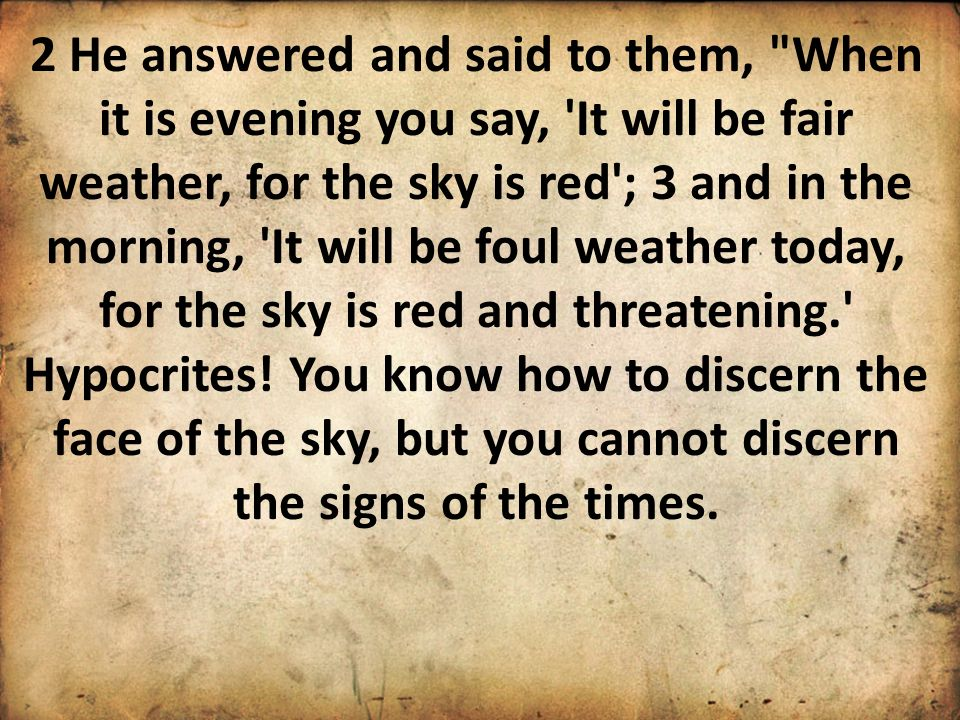 2 He answered and said to them, "When
it is evening you say, 'It will be fair
weather, for the sky is red'; 3 and in the
morning, 'It will be foul weather today,
for the sky is red and threatening.'
Hypocrites! You know how to discern the
face of the sky, but you cannot discern
the signs of the times.